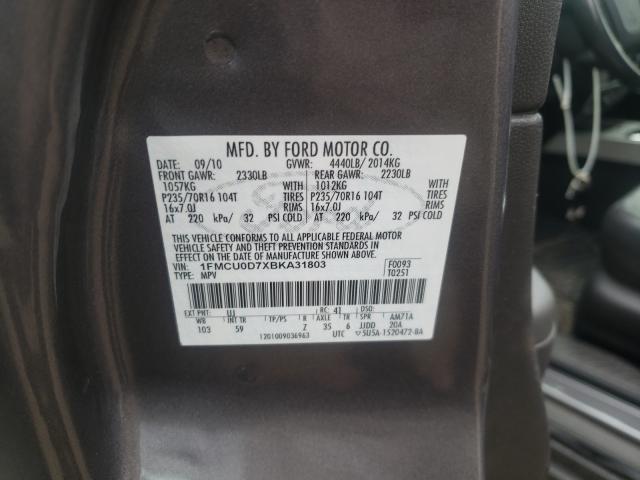 MFD. BY FORD MOTOR CO.
09/10 GVWR: 4440LB/ 2014KG
FRONT GAWR: 2330LB REAR GAWR: 2230LB
1057KG WITH 1012KG WITH
P235/70R16 104T TIRES P235/70R16 104T TIRES
16x7.0J RIMS 16x7.0J RIMS
AT 220 kPa/ 32 PSI COLD AT 220 kPa/ 32 PSI COLD
THIS VEHICLE CONFORMS TO ALL APPLICABLE FEDERAL MOTOR
VEHICLE SAFETY AND THEFT PREVENTION STANDARDS IN
EFFECT ON THE DATE OF MANUFACTURE SHOWN ABOVE.
VIN: 1FMCU0D7XBKA31803 F0093
TYPE: MPV T0251
EXT PNT: UJ RC: 41 DSO:
WB INT TR TP/PS R AXLE TR SPR AM71A
103 59 Z 35 6 JJDD 20A
1201009036963 UTC 5U5A-1520472-BA